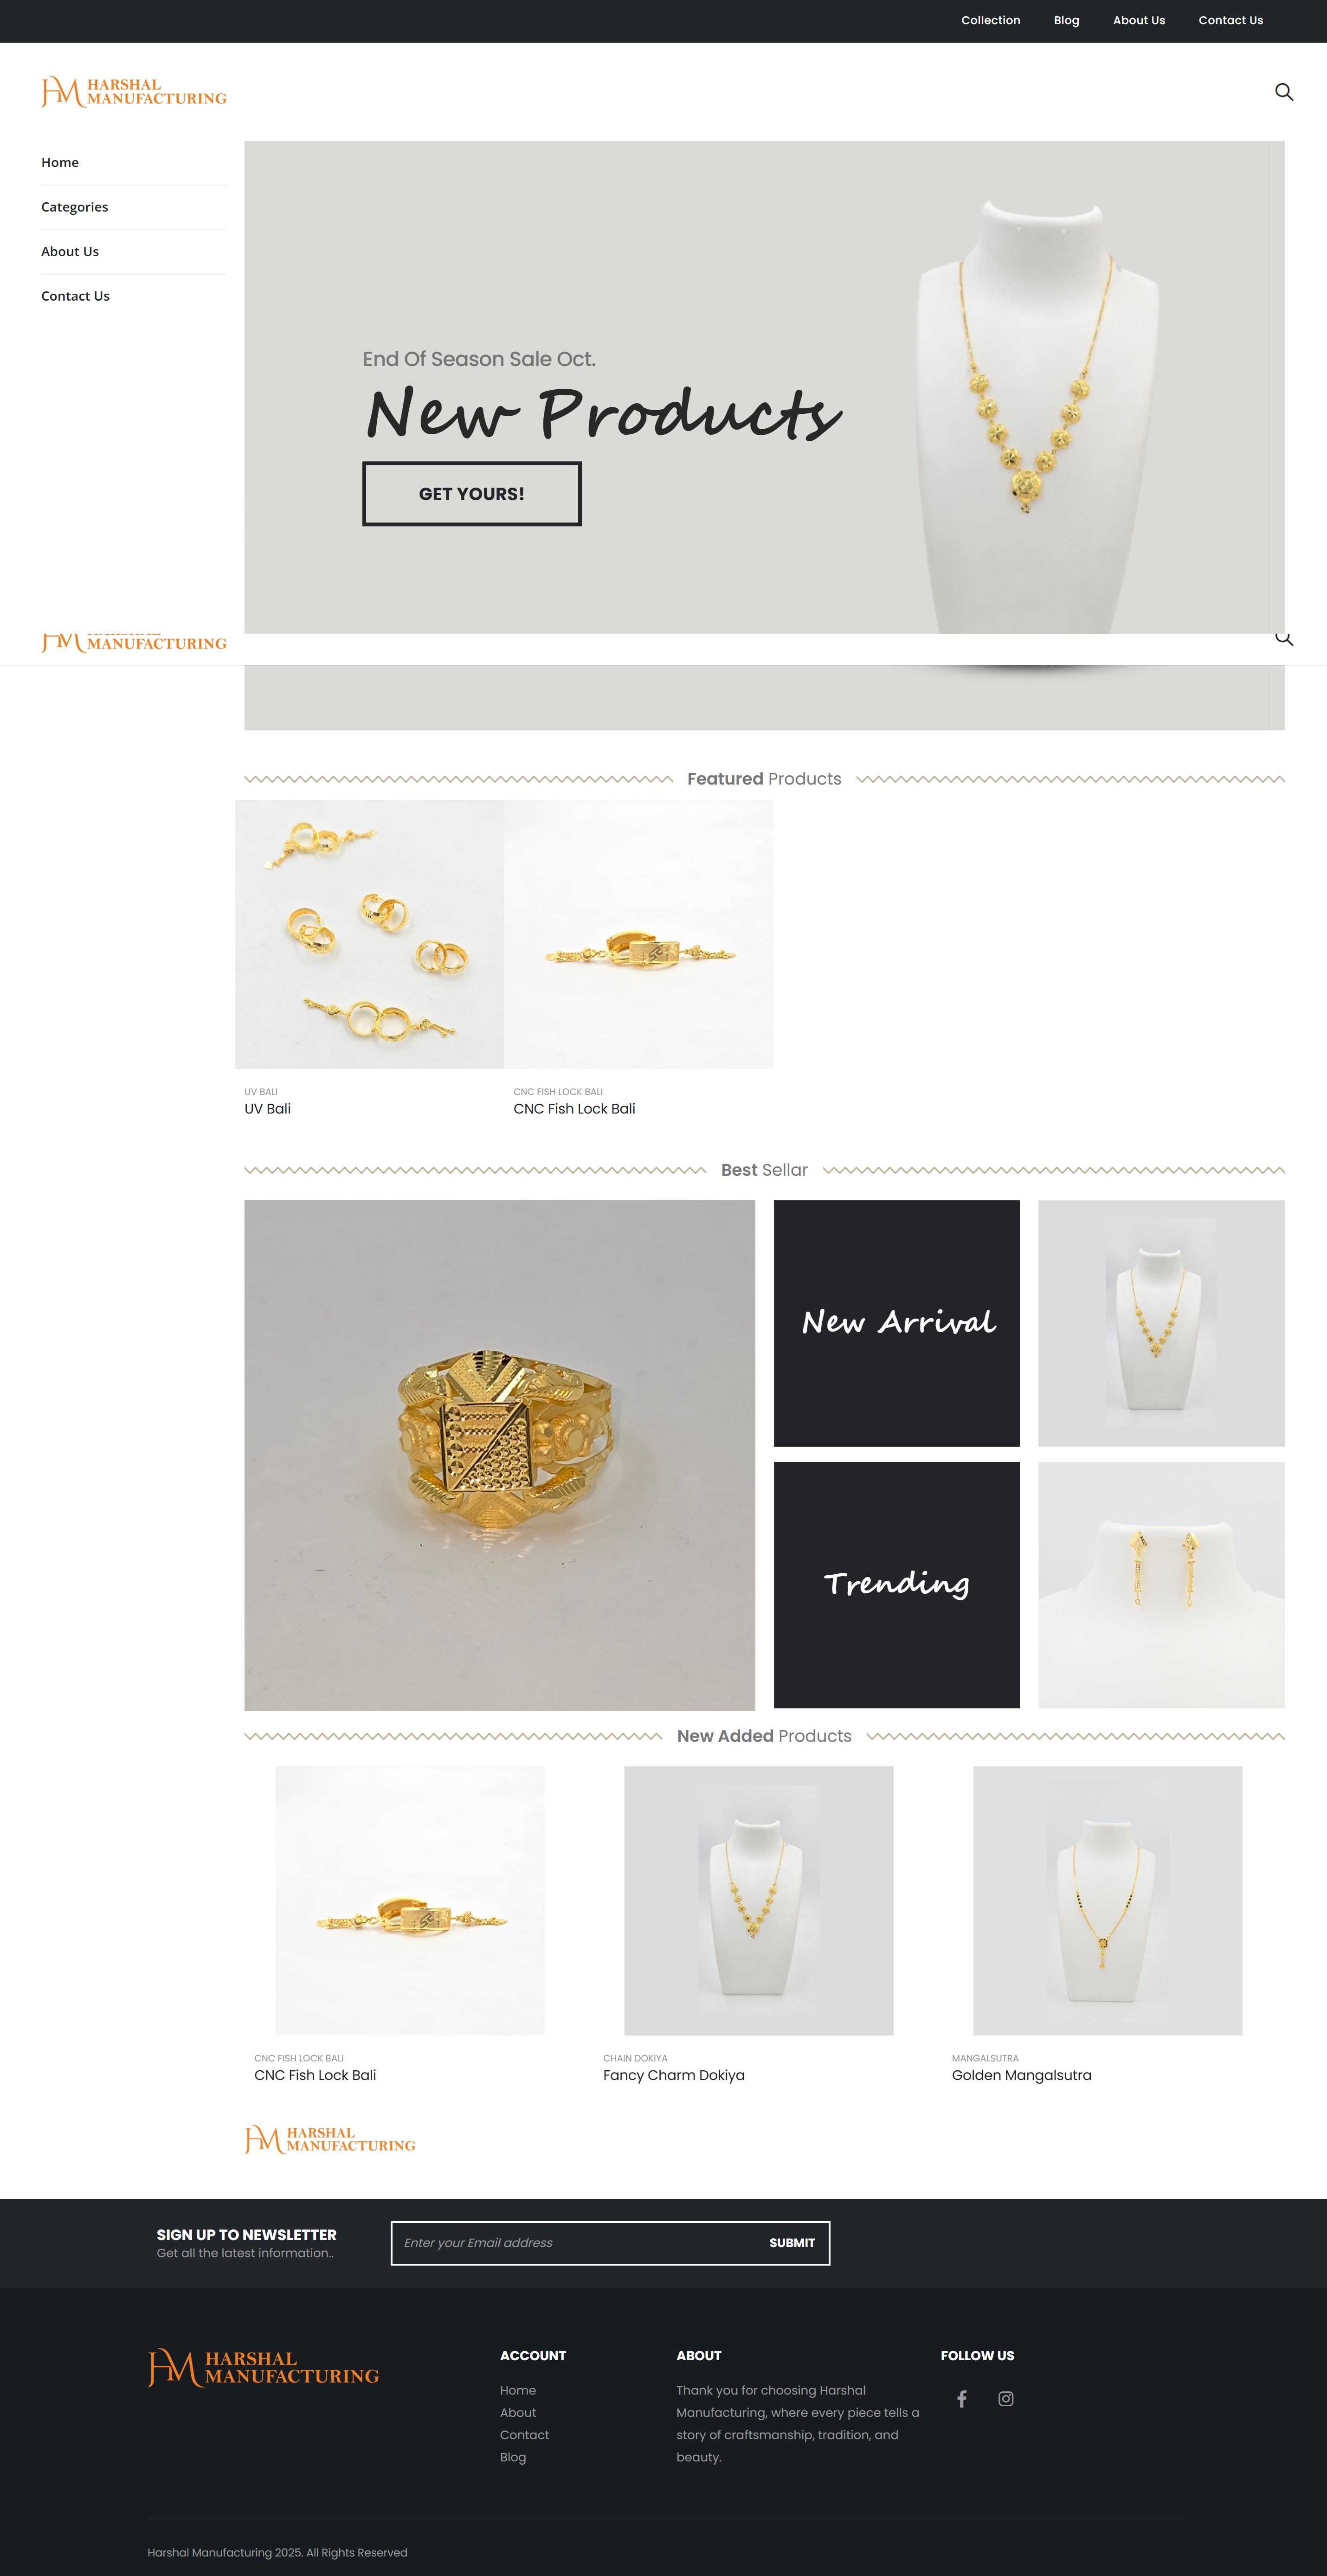 Collection Blog About Us Contact Us
HARSHAL
MANUFACTURING
Home
Categories
About Us
Contact Us
End Of Season Sale Oct.
New Products
GET YOURS!
MANUFACTURING
Featured Products
UV BALI
UV Bali
CNC FISH LOCK BALI
CNC Fish Lock Bali
Best Sellar
New Arrival
Trending
New Added Products
CNC FISH LOCK BALI
CNC Fish Lock Bali
CHAIN DOKIYA
Fancy Charm Dokiya
MANGALSUTRA
Golden Mangalsutra
HARSHAL
MANUFACTURING
SIGN UP TO NEWSLETTER
Get all the latest information..
Enter your Email address
SUBMIT
HARSHAL
MANUFACTURING
ACCOUNT
Home
About
Contact
Blog
ABOUT
Thank you for choosing Harshal
Manufacturing, where every piece tells a
story of craftsmanship, tradition, and
beauty.
FOLLOW US
Harshal Manufacturing 2025. All Rights Reserved